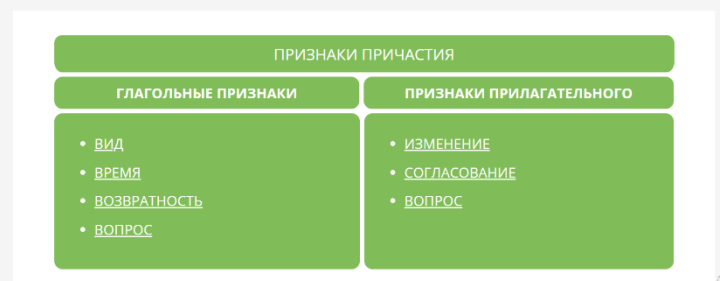 ПРИЗНАКИ ПРИЧАСТИЯ
ГЛАГОЛЬНЫЕ ПРИЗНАКИ
ПРИЗНАКИ ПРИЛАГАТЕЛЬНОГО
ВИД
ВРЕМЯ
ВОЗВРАТНОСТЬ
ВОПРОС
ИЗМЕНЕНИЕ
СОГЛАСОВАНИЕ
ВОПРОС